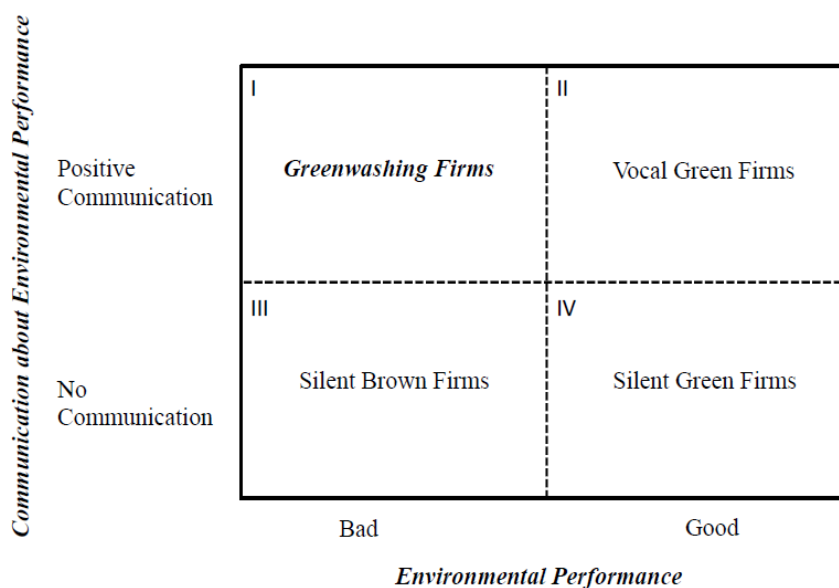 Communication about Environmental Performance
I
II
Positive
Communication
Greenwashing Firms
Vocal Green Firms
III
IV
No
Communication
Silent Brown Firms
Silent Green Firms
Bad
Good
Environmental Performance